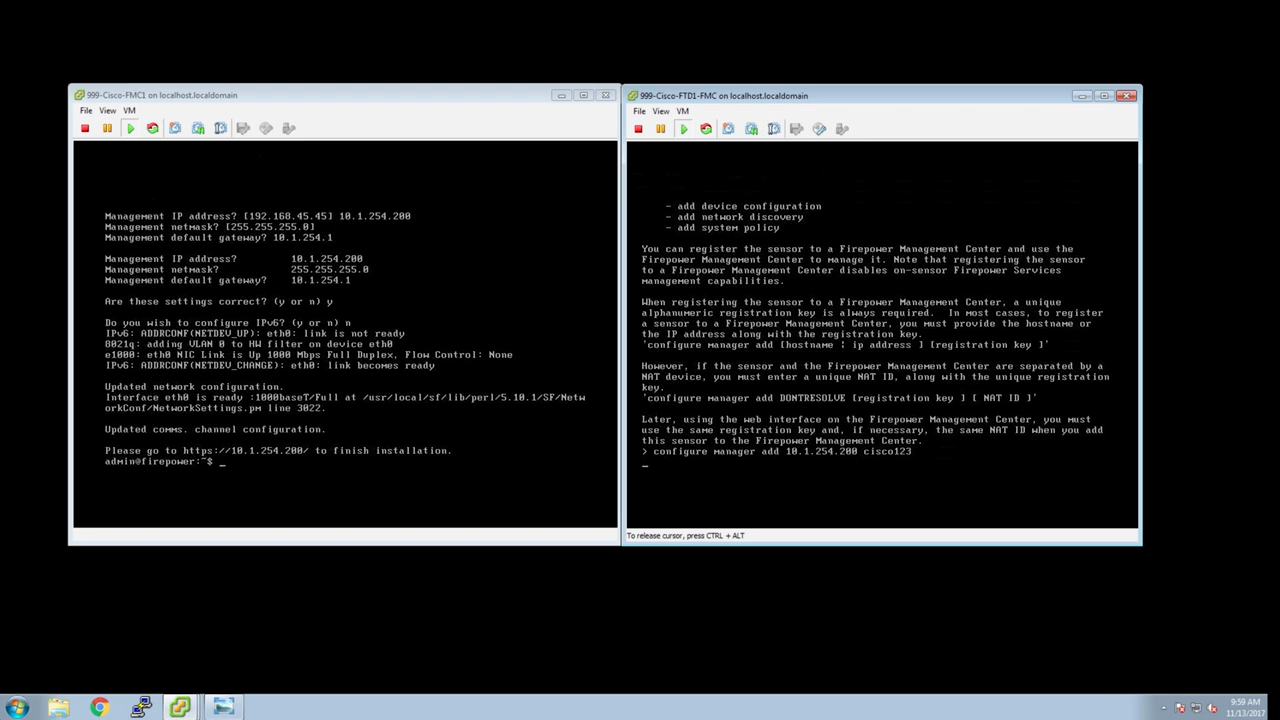 999-Cisco-FMC1 on localhost.localdomain
File View VM
Management IP address? [192.168.45.45] 10.1.254.200
Management netmask? [255.255.255.0]
Management default gateway? 10.1.254.1
Management IP address? 10.1.254.200
Management netmask? 255.255.255.0
Management default gateway? 10.1.254.1
Are these settings correct? (y or n) y
Do you wish to configure IPv6? (y or n) n
IPv6: ADDRCONF(NETDEV_UP): eth0: link is not ready
8021q: adding VLAN 0 to HW filter on device eth0
e1000: eth0 NIC Link is Up 1000 Mbps Full Duplex, Flow Control: None
IPv6: ADDRCONF(NETDEV_CHANGE): eth0: link becomes ready
Updated network configuration.
Interface eth0 is ready :1000baseT/Full at /usr/local/sf/lib/perl/5.10.1/SF/Netw
orkConf/NetworkSettings.pm line 3022.
Updated comms. channel configuration.
Please go to https://10.1.254.200/ to finish installation.
admin@firepower:~$ _
999-Cisco-FTD1-FMC on localhost.localdomain
File View VM
- add device configuration
- add network discovery
- add system policy
You can register the sensor to a Firepower Management Center and use the
Firepower Management Center to manage it. Note that registering the sensor
to a Firepower Management Center disables on-sensor Firepower Services
management capabilities.
When registering the sensor to a Firepower Management Center, a unique
alphanumeric registration key is always required. In most cases, to register
a sensor to a Firepower Management Center, you must provide the hostname or
the IP address along with the registration key.
'configure manager add [hostname | ip address ] [registration key ]'
However, if the sensor and the Firepower Management Center are separated by a
NAT device, you must enter a unique NAT ID, along with the unique registration
key.
'configure manager add DONTRESOLVE [registration key ] [ NAT ID ]'
Later, using the web interface on the Firepower Management Center, you must
use the same registration key and, if necessary, the same NAT ID when you add
this sensor to the Firepower Management Center.
> configure manager add 10.1.254.200 cisco123
_
To release cursor, press CTRL + ALT
9:59 AM
11/13/2017